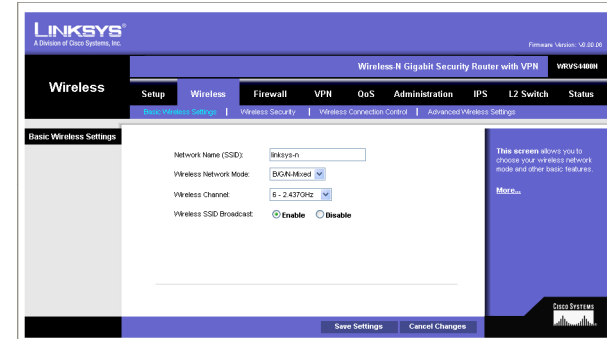 LINKSYS®
A Division of Cisco Systems, Inc.
Firmware Version: V0.00.06
Wireless-N Gigabit Security Router with VPN WRVS4400N
Wireless
Setup Wireless Firewall VPN QoS Administration IPS L2 Switch Status
Basic Wireless Settings | Wireless Security | Wireless Connection Control | Advanced Wireless Settings
Basic Wireless Settings
Network Name (SSID): linksys-n
Wireless Network Mode: B/G/N-Mixed
Wireless Channel: 6 - 2.437GHz
Wireless SSID Broadcast: Enable Disable
This screen allows you to
choose your wireless network
mode and other basic features.
More...
Save Settings Cancel Changes
CISCO SYSTEMS